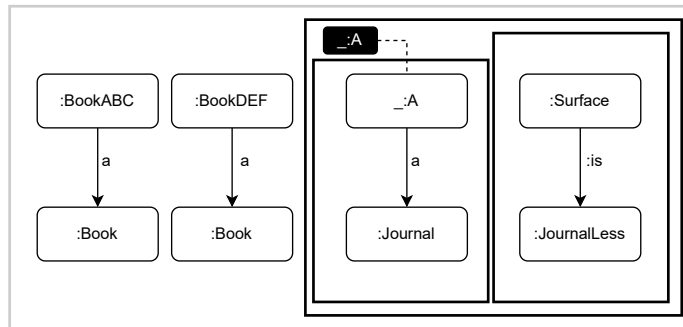 _:A
:BookABC
:BookDEF
_:A
:Surface
a
a
a
:is
:Book
:Book
:Journal
:JournalLess